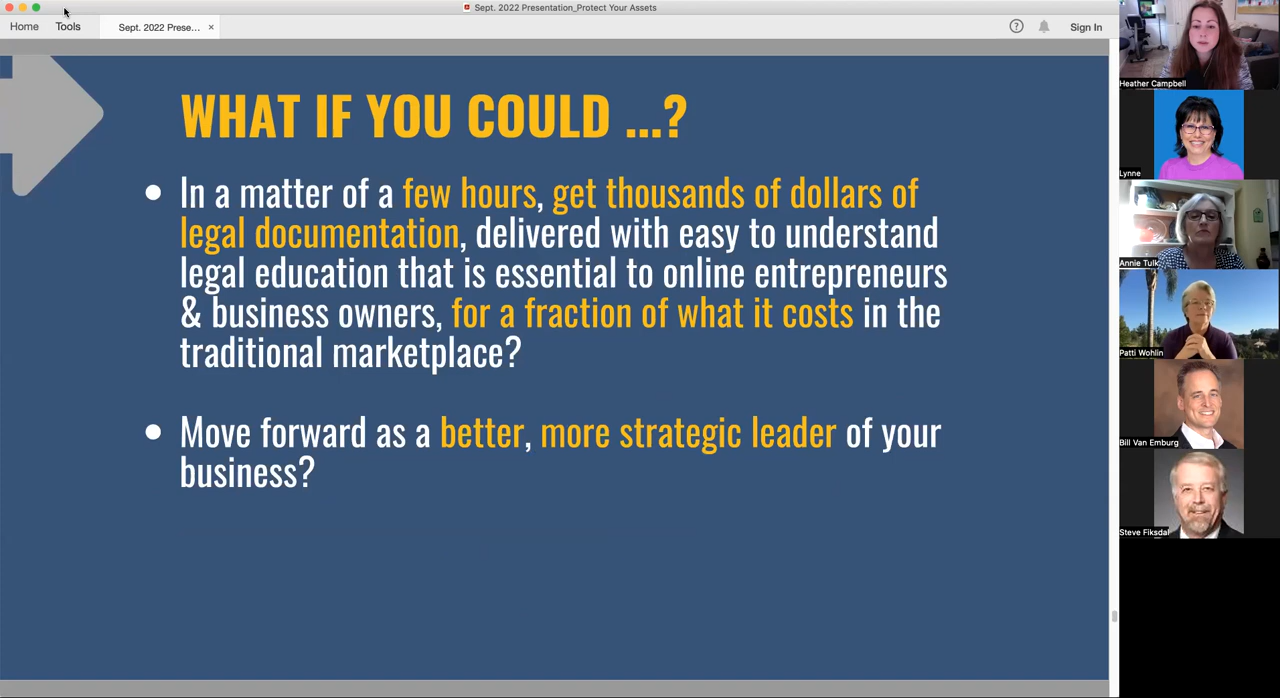 Sept. 2022 Presentation_Protect Your Assets
Home
Tools
Sept. 2022 Prese...
×
?
Sign In
WHAT IF YOU COULD ...?
• In a matter of a few hours, get thousands of dollars of
legal documentation, delivered with easy to understand
legal education that is essential to online entrepreneurs
& business owners, for a fraction of what it costs in the
traditional marketplace?
• Move forward as a better, more strategic leader of your
business?
Heather Campbell
Lynne
Annie Tulk
Patti Wohlin
Bill Van Emburg
Steve Fiksdal